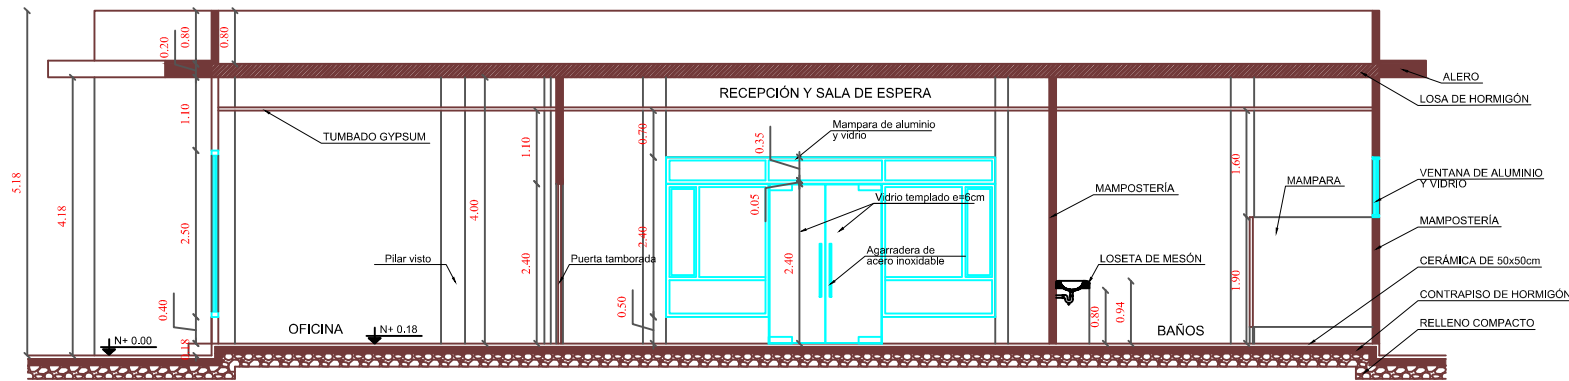 0.80
0.80
0.20
ALERO
RECEPCIÓN Y SALA DE ESPERA
LOSA DE HORMIGÓN
1.10
TUMBADO GYPSUM
1.10
0.70
0.35
Mampara de aluminio
y vidrio
1.60
5.18
4.18
2.50
4.00
2.40
2.40
0.05
Vidrio templado e=6cm
MAMPOSTERÍA
MAMPARA
VENTANA DE ALUMINIO
Y VIDRIO
MAMPOSTERÍA
Pilar visto
Puerta tamborada
2.40
Agarradera de
acero inoxidable
LOSETA DE MESÓN
1.90
CERÁMICA DE 50x50cm
0.40
0.50
0.80
0.94
CONTRAPISO DE HORMIGÓN
OFICINA
N+ 0.18
BAÑOS
RELLENO COMPACTO
N+ 0.00
0.18